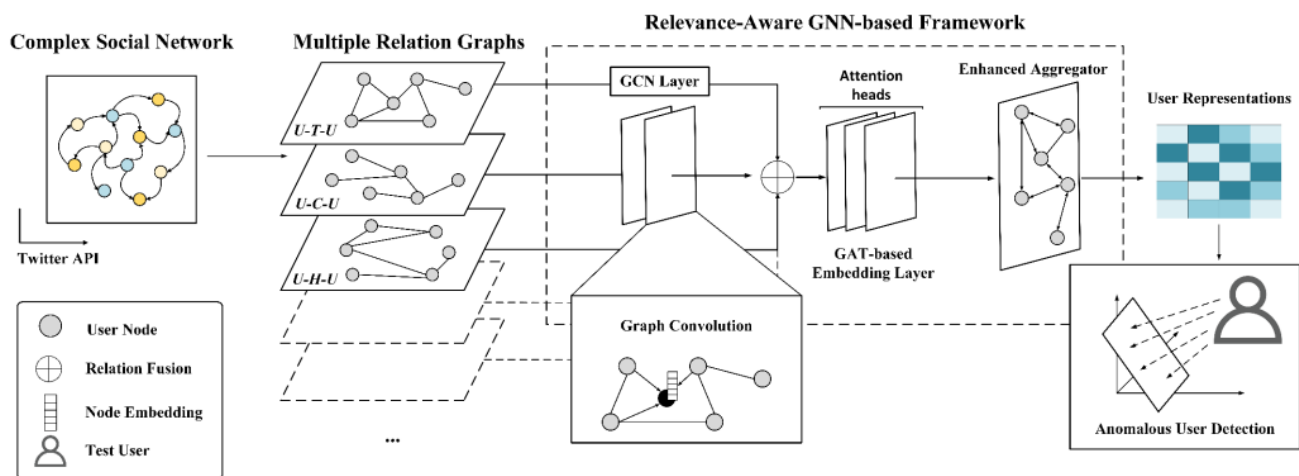 Relevance-Aware GNN-based Framework
Complex Social Network
Multiple Relation Graphs
GCN Layer
Attention
heads
Enhanced Aggregator
User Representations
U-T-U
U-C-U
U-H-U
Twitter API
GAT-based
Embedding Layer
User Node
Relation Fusion
Node Embedding
Test User
Graph Convolution
...
Anomalous User Detection